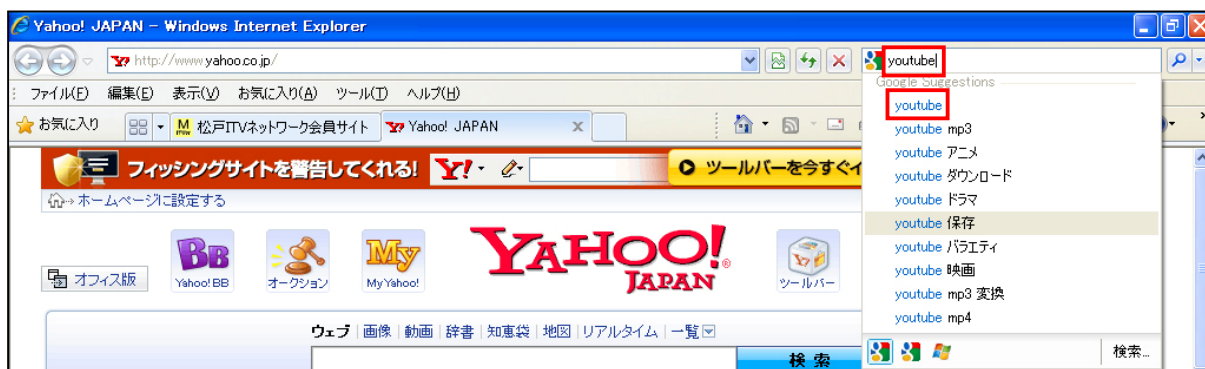 Yahoo! JAPAN - Windows Internet Explorer
http://www.yahoo.co.jp/
youtube
ファイル(F) 編集(E) 表示(V) お気に入り(A) ツール(T) ヘルプ(H)
Google Suggestions
youtube
youtube mp3
youtube アニメ
youtube ダウンロード
youtube ドラマ
youtube 保存
youtube バラエティ
youtube 映画
youtube mp3 変換
youtube mp4
検索...
お気に入り 松戸ITVネットワーク会員サイト Yahoo! JAPAN
フィッシングサイトを警告してくれる! Y! ツールバーを今すぐイ
ホームページに設定する
オフィス版
BB
Yahoo! BB
オークション
My
My Yahoo!
YAHOO!
JAPAN
ツールバー
ウェブ | 画像 | 動画 | 辞書 | 知恵袋 | 地図 | リアルタイム | 一覧
検索